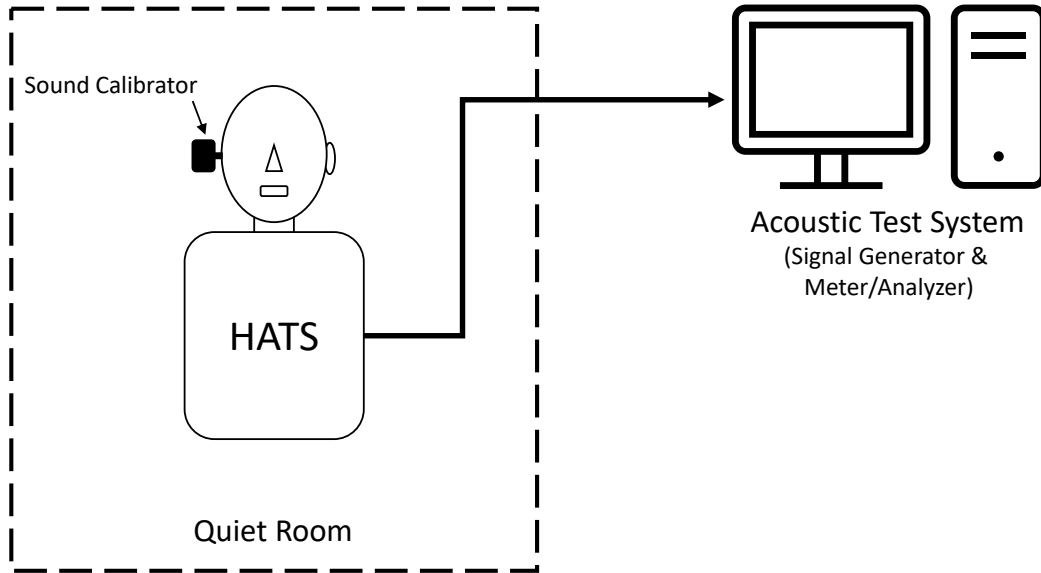 Sound Calibrator
HATS
Quiet Room
Acoustic Test System
(Signal Generator &
Meter/Analyzer)